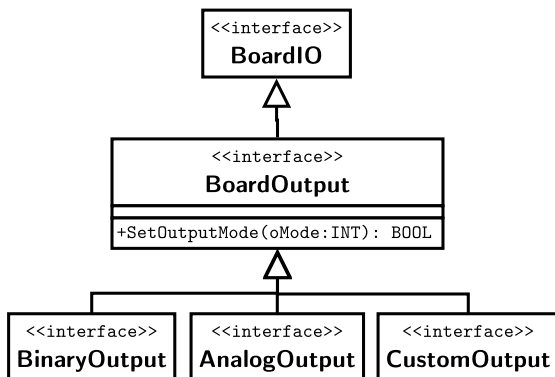 <<interface>>
BoardIO
<<interface>>
BoardOutput
+SetOutputMode(oMode:INT): BOOL
<<interface>> <<interface>> <<interface>>
BinaryOutput AnalogOutput CustomOutput